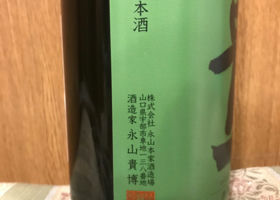 本酒
株式会社 永山本家酒造場
山口県宇部市車地一三八番地
酒造家 永山貴博